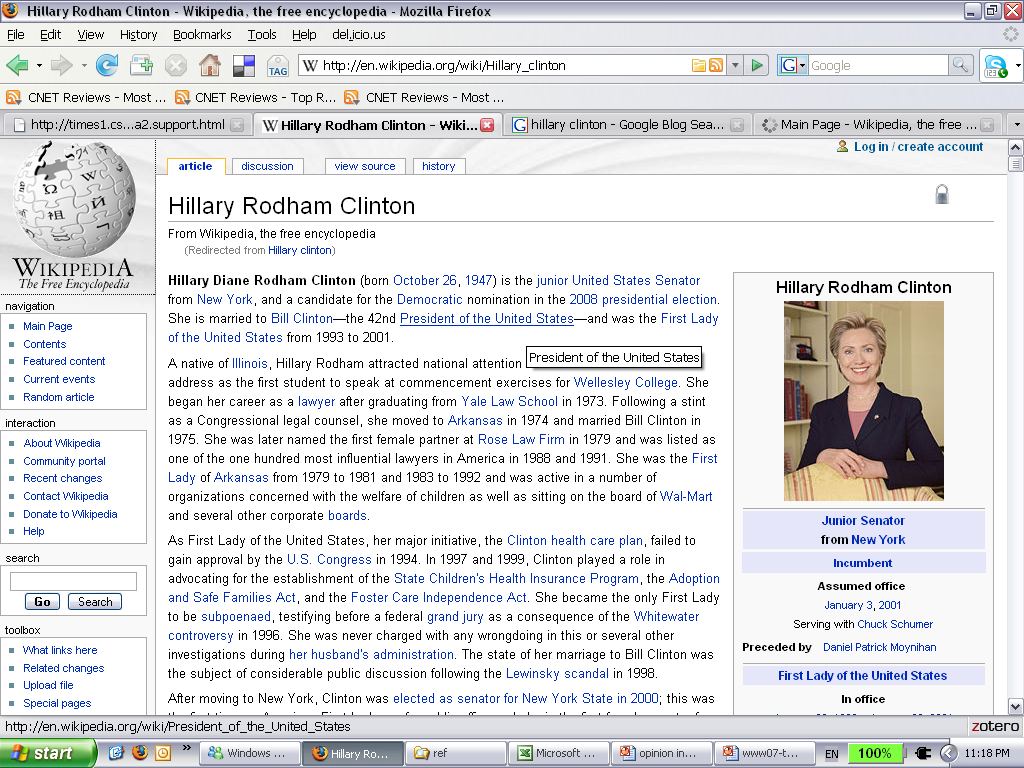 Hillary Rodham Clinton - Wikipedia, the free encyclopedia - Mozilla Firefox
File Edit View History Bookmarks Tools Help del.icio.us
TAG W http://en.wikipedia.org/wiki/Hillary_clinton G Google
CNET Reviews - Most ... CNET Reviews - Top R... CNET Reviews - Most ...
http://times1.cs...a2.support.html W Hillary Rodham Clinton - Wiki... G hillary clinton - Google Blog Sea... Main Page - Wikipedia, the free ...
Log in / create account
article discussion view source history
WIKIPEDIA
The Free Encyclopedia
navigation
Main Page
Contents
Featured content
Current events
Random article
interaction
About Wikipedia
Community portal
Recent changes
Contact Wikipedia
Donate to Wikipedia
Help
search
Go Search
toolbox
What links here
Related changes
Upload file
Special pages
Hillary Rodham Clinton
From Wikipedia, the free encyclopedia
(Redirected from Hillary clinton)
Hillary Diane Rodham Clinton (born October 26, 1947) is the junior United States Senator
from New York, and a candidate for the Democratic nomination in the 2008 presidential election.
She is married to Bill Clinton—the 42nd President of the United States—and was the First Lady
of the United States from 1993 to 2001.
President of the United States
A native of Illinois, Hillary Rodham attracted national attention
address as the first student to speak at commencement exercises for Wellesley College. She
began her career as a lawyer after graduating from Yale Law School in 1973. Following a stint
as a Congressional legal counsel, she moved to Arkansas in 1974 and married Bill Clinton in
1975. She was later named the first female partner at Rose Law Firm in 1979 and was listed as
one of the one hundred most influential lawyers in America in 1988 and 1991. She was the First
Lady of Arkansas from 1979 to 1981 and 1983 to 1992 and was active in a number of
organizations concerned with the welfare of children as well as sitting on the board of Wal-Mart
and several other corporate boards.
As First Lady of the United States, her major initiative, the Clinton health care plan, failed to
gain approval by the U.S. Congress in 1994. In 1997 and 1999, Clinton played a role in
advocating for the establishment of the State Children's Health Insurance Program, the Adoption
and Safe Families Act, and the Foster Care Independence Act. She became the only First Lady
to be subpoenaed, testifying before a federal grand jury as a consequence of the Whitewater
controversy in 1996. She was never charged with any wrongdoing in this or several other
investigations during her husband's administration. The state of her marriage to Bill Clinton was
the subject of considerable public discussion following the Lewinsky scandal in 1998.
After moving to New York, Clinton was elected as senator for New York State in 2000; this was
Hillary Rodham Clinton
Junior Senator
from New York
Incumbent
Assumed office
January 3, 2001
Serving with Chuck Schumer
Preceded by Daniel Patrick Moynihan
First Lady of the United States
In office
http://en.wikipedia.org/wiki/President_of_the_United_States zotero
start Windows ... Hillary Ro... ref Microsoft ... opinion in... www07-t... EN 100% 11:18 PM